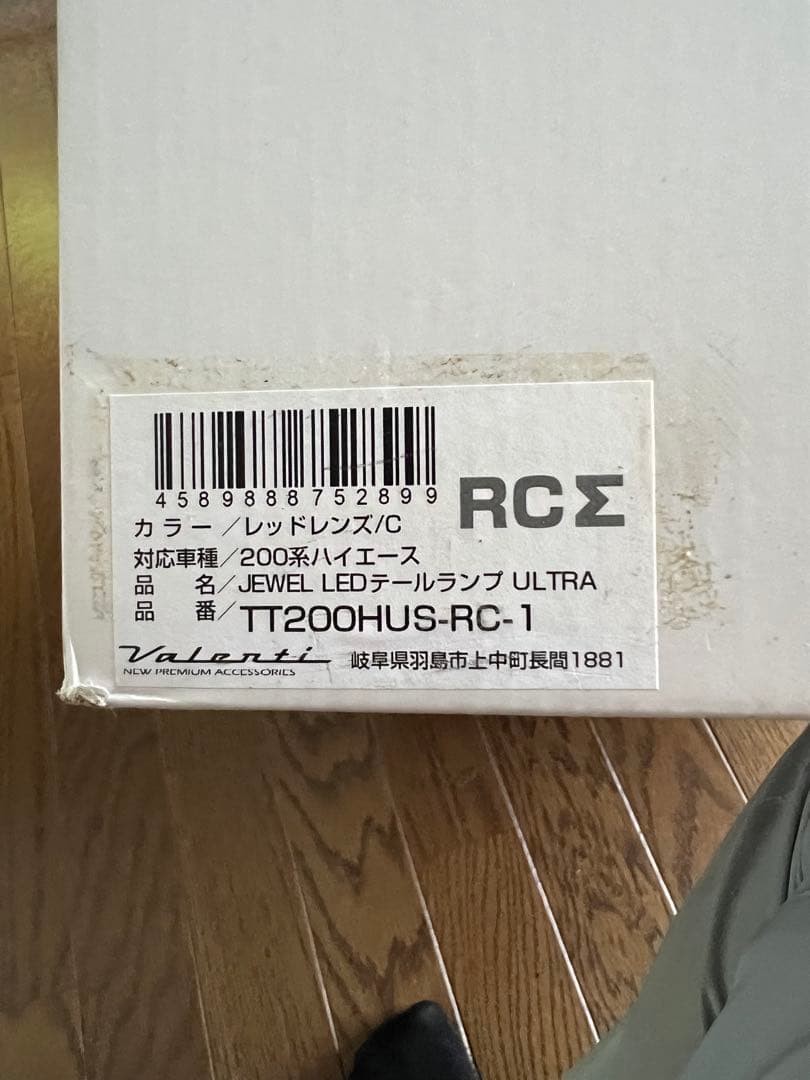 4589888752899
RCΣ
カラー/レッドレンズ/C
対応車種/200系ハイエース
品 名/JEWEL LEDテールランプ ULTRA
品 番/TT200HUS-RC-1
Valenti
NEW PREMIUM ACCESSORIES
岐阜県羽島市上中町長間1881